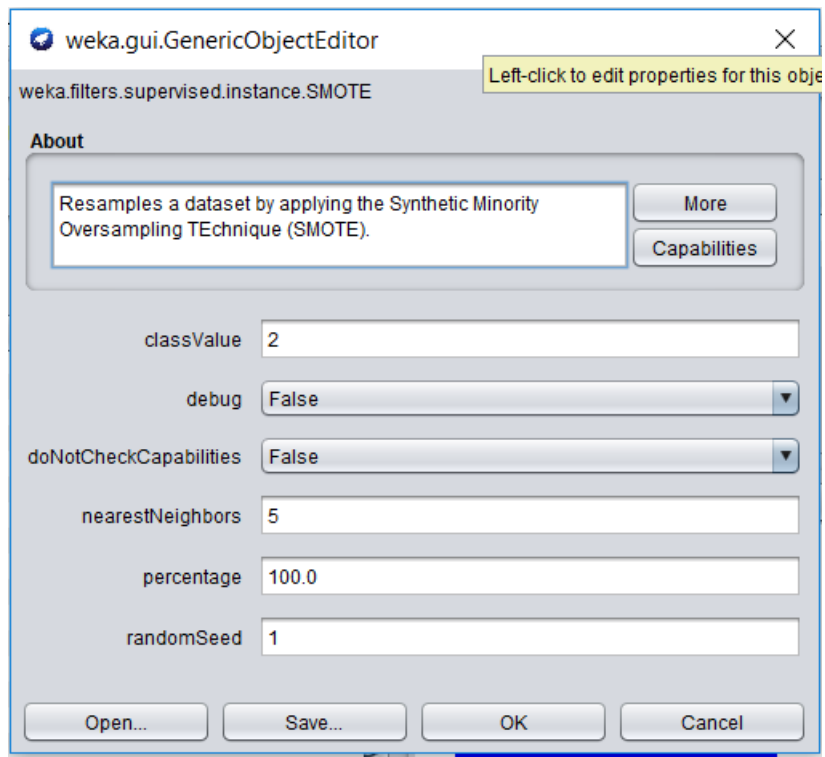 weka.gui.GenericObjectEditor
Left-click to edit properties for this obje
weka.filters.supervised.instance.SMOTE
About
Resamples a dataset by applying the Synthetic Minority
Oversampling TEchnique (SMOTE).
More
Capabilities
classValue 2
debug False
doNotCheckCapabilities False
nearestNeighbors 5
percentage 100.0
randomSeed 1
Open... Save... OK Cancel